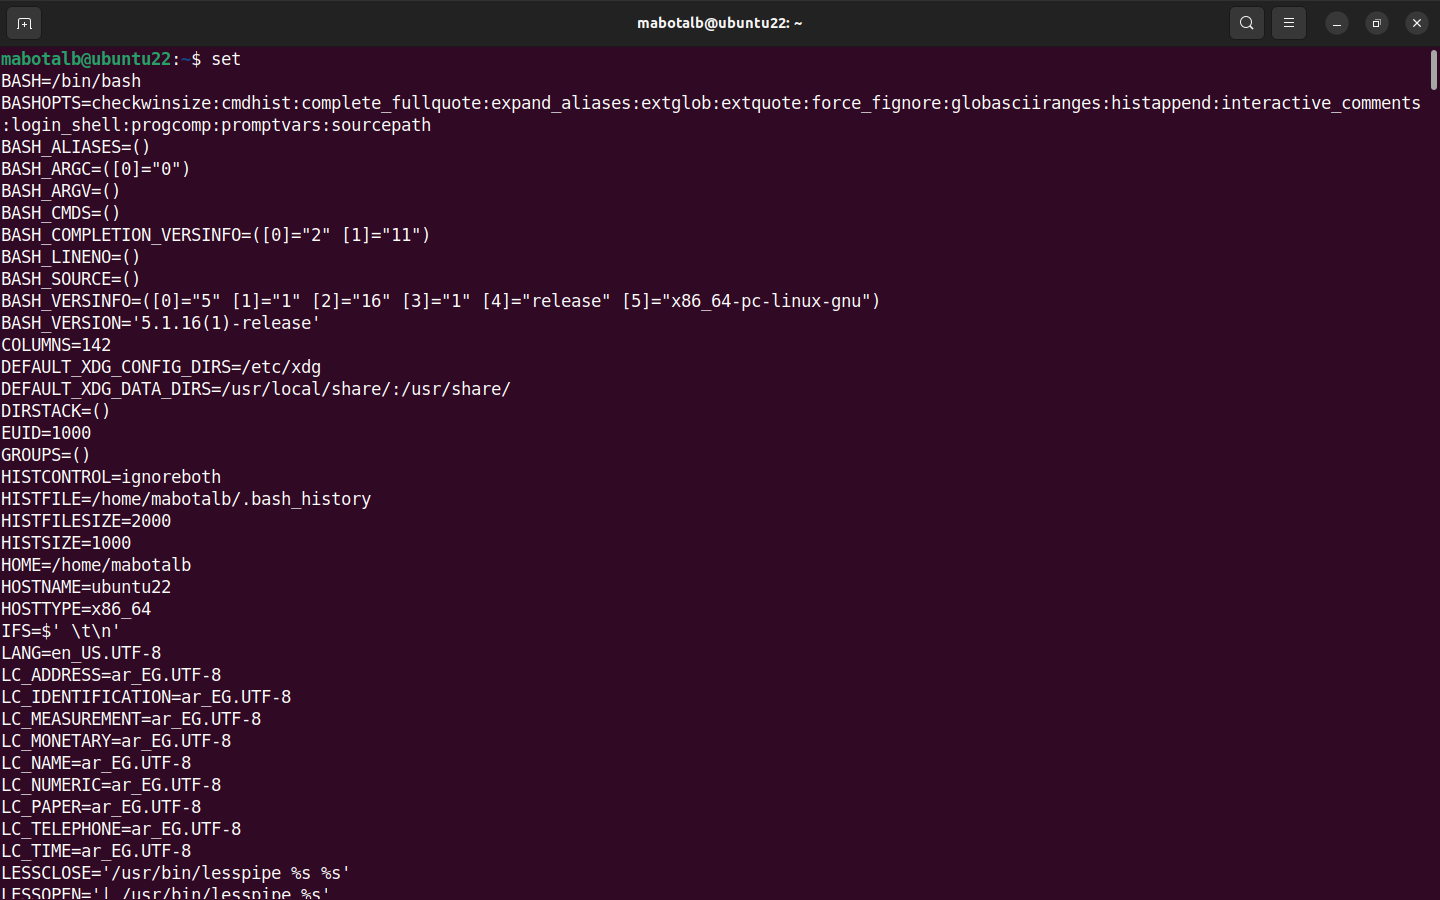 mabotalb@ubuntu22: ~
mabotalb@ubuntu22:~$ set
BASH=/bin/bash
BASHOPTS=checkwinsize:cmdhist:complete_fullquote:expand_aliases:extglob:extquote:force_fignore:globasciiranges:histappend:interactive_comments
:login_shell:progcomp:promptvars:sourcepath
BASH_ALIASES=()
BASH_ARGC=([0]="0")
BASH_ARGV=()
BASH_CMDS=()
BASH_COMPLETION_VERSINFO=([0]="2" [1]="11")
BASH_LINENO=()
BASH_SOURCE=()
BASH_VERSINFO=([0]="5" [1]="1" [2]="16" [3]="1" [4]="release" [5]="x86_64-pc-linux-gnu")
BASH_VERSION='5.1.16(1)-release'
COLUMNS=142
DEFAULT_XDG_CONFIG_DIRS=/etc/xdg
DEFAULT_XDG_DATA_DIRS=/usr/local/share/:/usr/share/
DIRSTACK=()
EUID=1000
GROUPS=()
HISTCONTROL=ignoreboth
HISTFILE=/home/mabotalb/.bash_history
HISTFILESIZE=2000
HISTSIZE=1000
HOME=/home/mabotalb
HOSTNAME=ubuntu22
HOSTTYPE=x86_64
IFS=$' \t\n'
LANG=en_US.UTF-8
LC_ADDRESS=ar_EG.UTF-8
LC_IDENTIFICATION=ar_EG.UTF-8
LC_MEASUREMENT=ar_EG.UTF-8
LC_MONETARY=ar_EG.UTF-8
LC_NAME=ar_EG.UTF-8
LC_NUMERIC=ar_EG.UTF-8
LC_PAPER=ar_EG.UTF-8
LC_TELEPHONE=ar_EG.UTF-8
LC_TIME=ar_EG.UTF-8
LESSCLOSE='/usr/bin/lesspipe %s %s'
LESSOPEN='| /usr/bin/lesspipe %s'